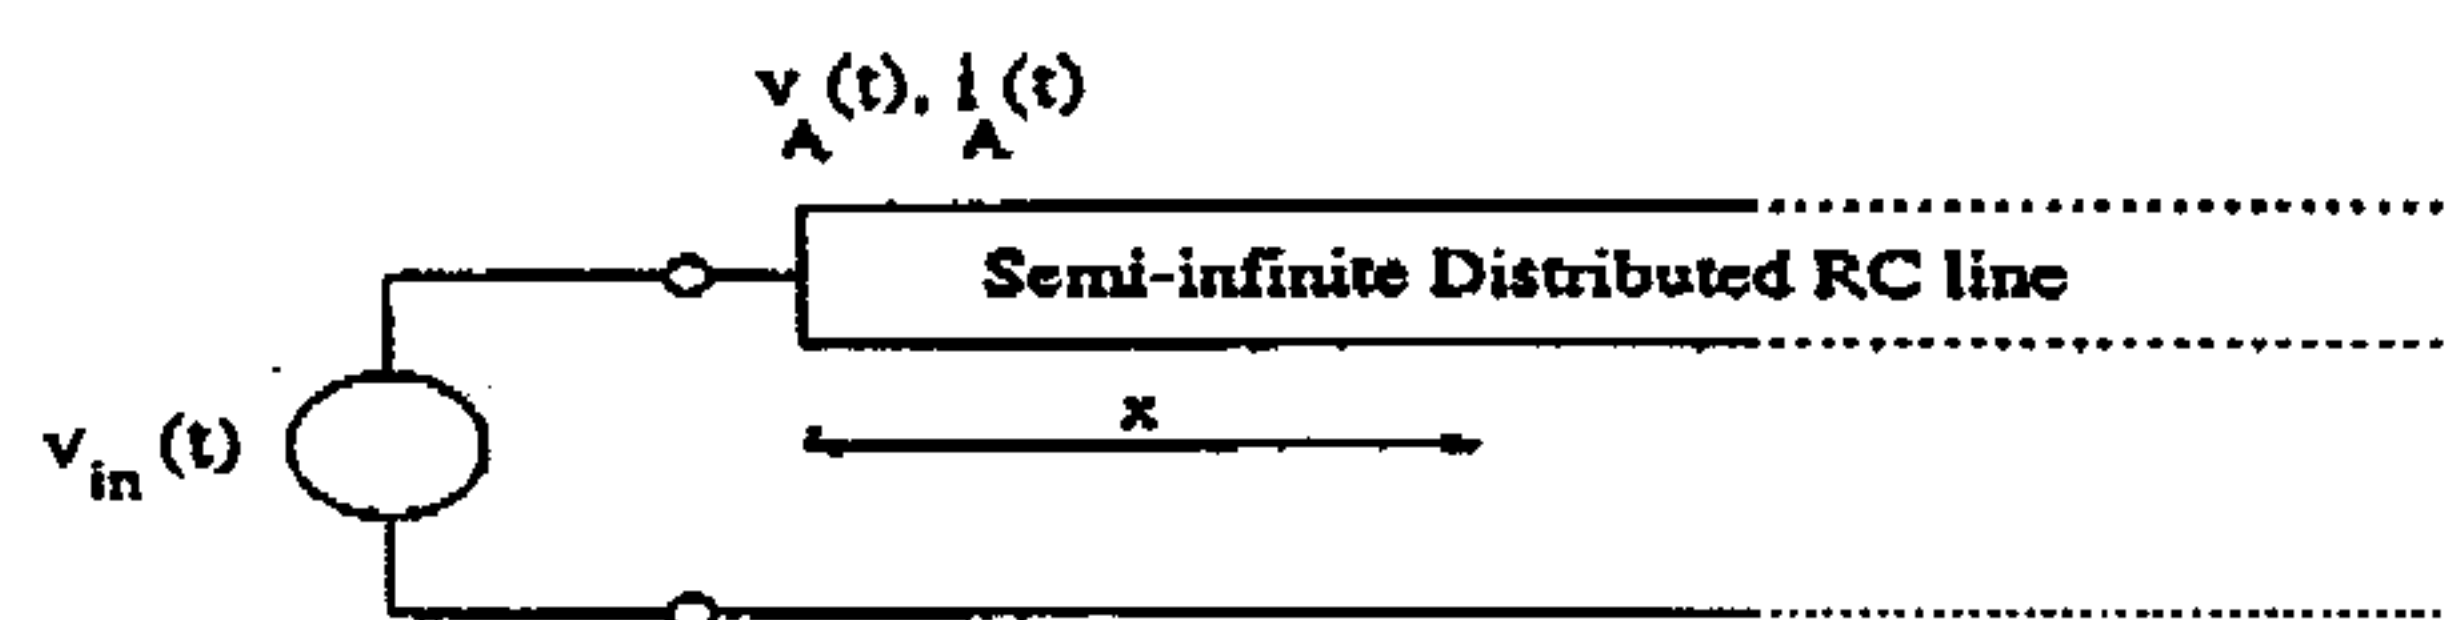 v_A(t), i_A(t)
Semi-infinite Distributed RC line
x
v_in(t)